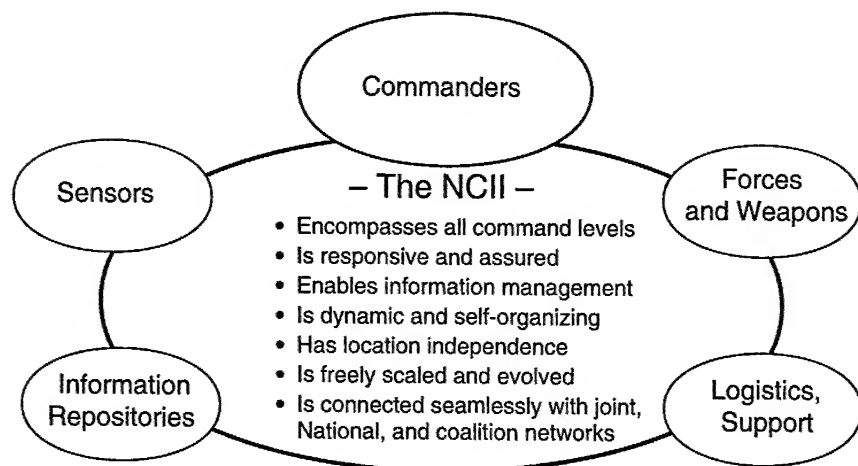 Commanders
Sensors
Forces
and Weapons
– The NCII –
• Encompasses all command levels
• Is responsive and assured
• Enables information management
• Is dynamic and self-organizing
• Has location independence
• Is freely scaled and evolved
• Is connected seamlessly with joint,
National, and coalition networks
Information
Repositories
Logistics,
Support